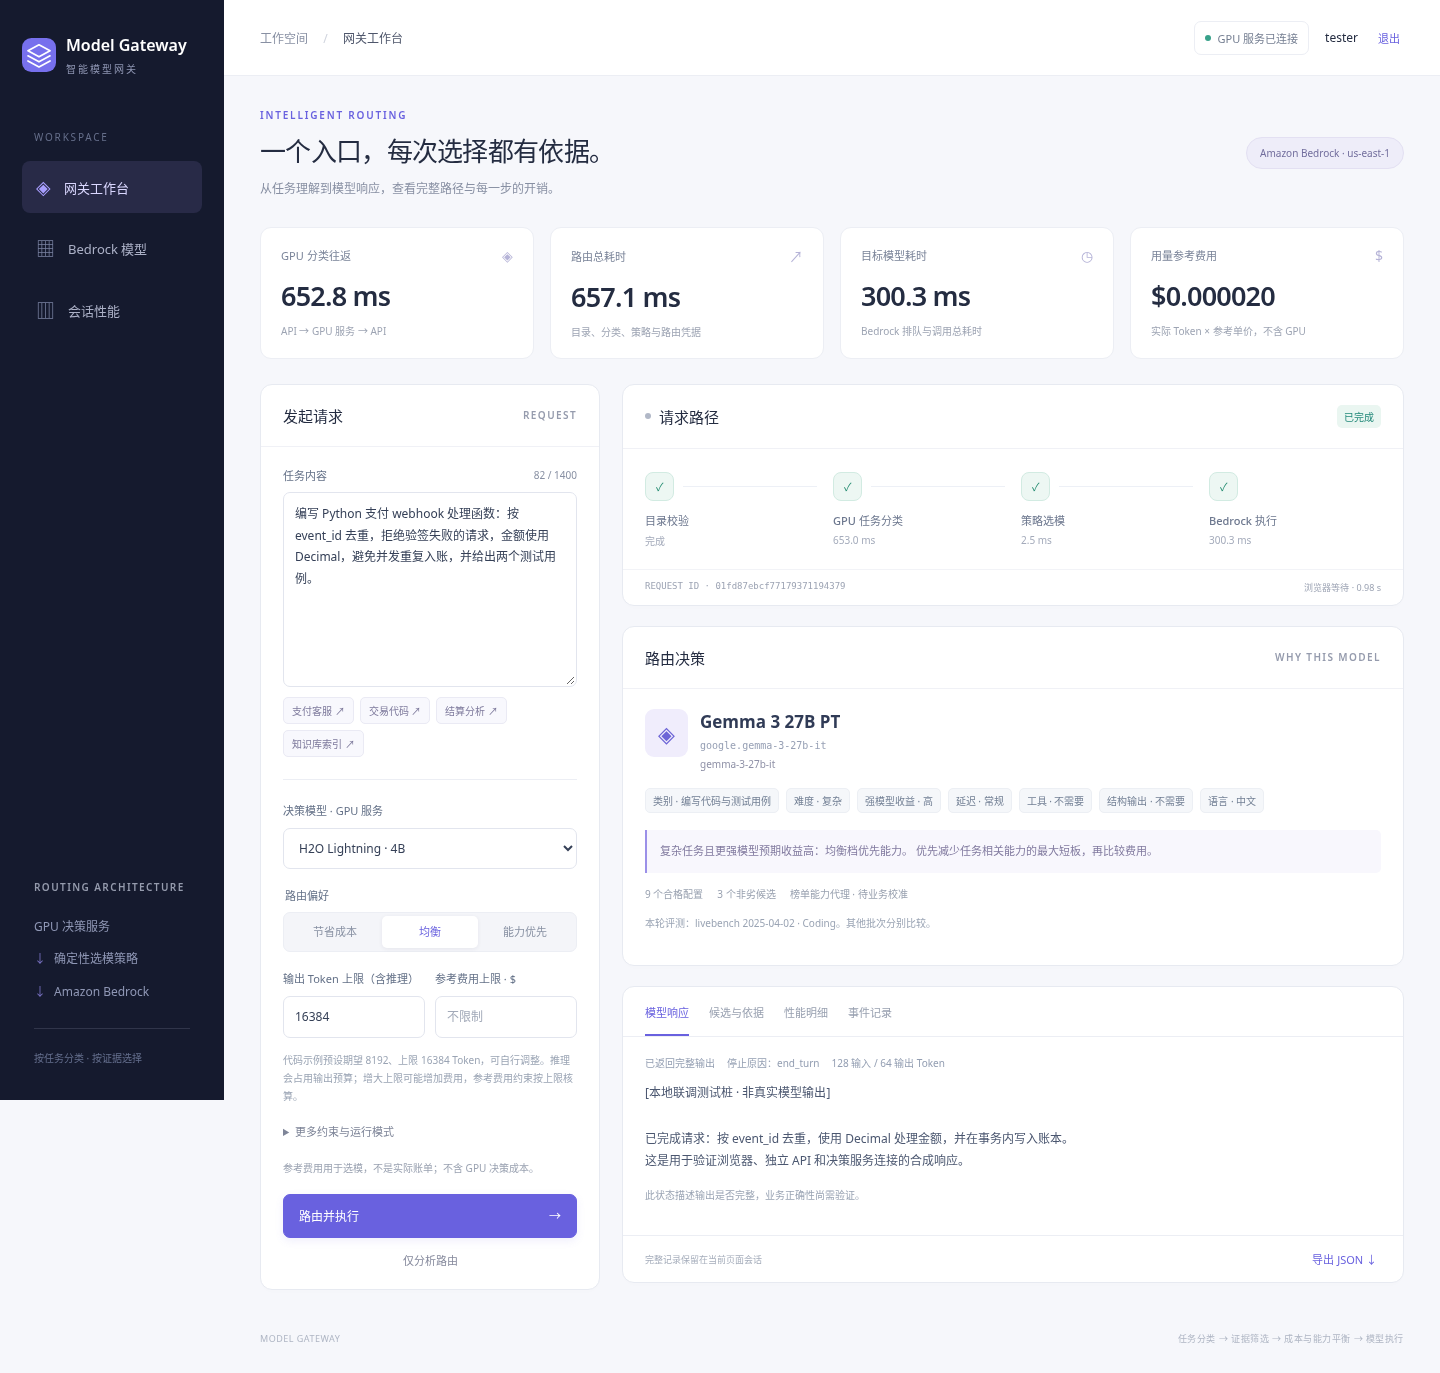 Model Gateway
智能模型网关
WORKSPACE
网关工作台
Bedrock 模型
会话性能
ROUTING ARCHITECTURE
GPU 决策服务
↓ 确定性选模策略
↓ Amazon Bedrock
按任务分类 · 按证据选择
工作空间 / 网关工作台
GPU 服务已连接
tester
退出
INTELLIGENT ROUTING
一个入口，每次选择都有依据。
从任务理解到模型响应，查看完整路径与每一步的开销。
Amazon Bedrock · us-east-1
GPU 分类往返
652.8 ms
API → GPU 服务 → API
路由总耗时
657.1 ms
目录、分类、策略与路由凭据
目标模型耗时
300.3 ms
Bedrock 排队与调用总耗时
用量参考费用
$
$0.000020
实际 Token × 参考单价，不含 GPU
发起请求
REQUEST
任务内容
82 / 1400
编写 Python 支付 webhook 处理函数：按
event_id 去重，拒绝验签失败的请求，金额使用
Decimal，避免并发重复入账，并给出两个测试用
例。
支付客服 ↗
交易代码 ↗
结算分析 ↗
知识库索引 ↗
决策模型 · GPU 服务
H2O Lightning · 4B
路由偏好
节省成本
均衡
能力优先
输出 Token 上限（含推理）
参考费用上限 · $
16384
不限制
代码示例预设期望 8192、上限 16384 Token，可自行调整。推理
会占用输出预算；增大上限可能增加费用，参考费用约束按上限核
算。
▶ 更多约束与运行模式
参考费用用于选模，不是实际账单；不含 GPU 决策成本。
路由并执行 →
仅分析路由
请求路径
已完成
目录校验
完成
GPU 任务分类
653.0 ms
策略选模
2.5 ms
Bedrock 执行
300.3 ms
REQUEST ID · 01fd87ebcf77179371194379
浏览器等待 · 0.98 s
路由决策
WHY THIS MODEL
Gemma 3 27B PT
google.gemma-3-27b-it
gemma-3-27b-it
类别 · 编写代码与测试用例
难度 · 复杂
强模型收益 · 高
延迟 · 常规
工具 · 不需要
结构输出 · 不需要
语言 · 中文
复杂任务且更强模型预期收益高：均衡档优先能力。 优先减少任务相关能力的最大短板，再比较费用。
9 个合格配置 3 个非劣候选 榜单能力代理 · 待业务校准
本轮评测：livebench 2025-04-02 · Coding。其他批次分别比较。
模型响应
候选与依据
性能明细
事件记录
已返回完整输出 停止原因：end_turn 128 输入 / 64 输出 Token
[本地联调测试桩 · 非真实模型输出]
已完成请求：按 event_id 去重，使用 Decimal 处理金额，并在事务内写入账本。
这是用于验证浏览器、独立 API 和决策服务连接的合成响应。
此状态描述输出是否完整，业务正确性尚需验证。
完整记录保留在当前页面会话
导出 JSON ↓
MODEL GATEWAY
任务分类 → 证据筛选 → 成本与能力平衡 → 模型执行